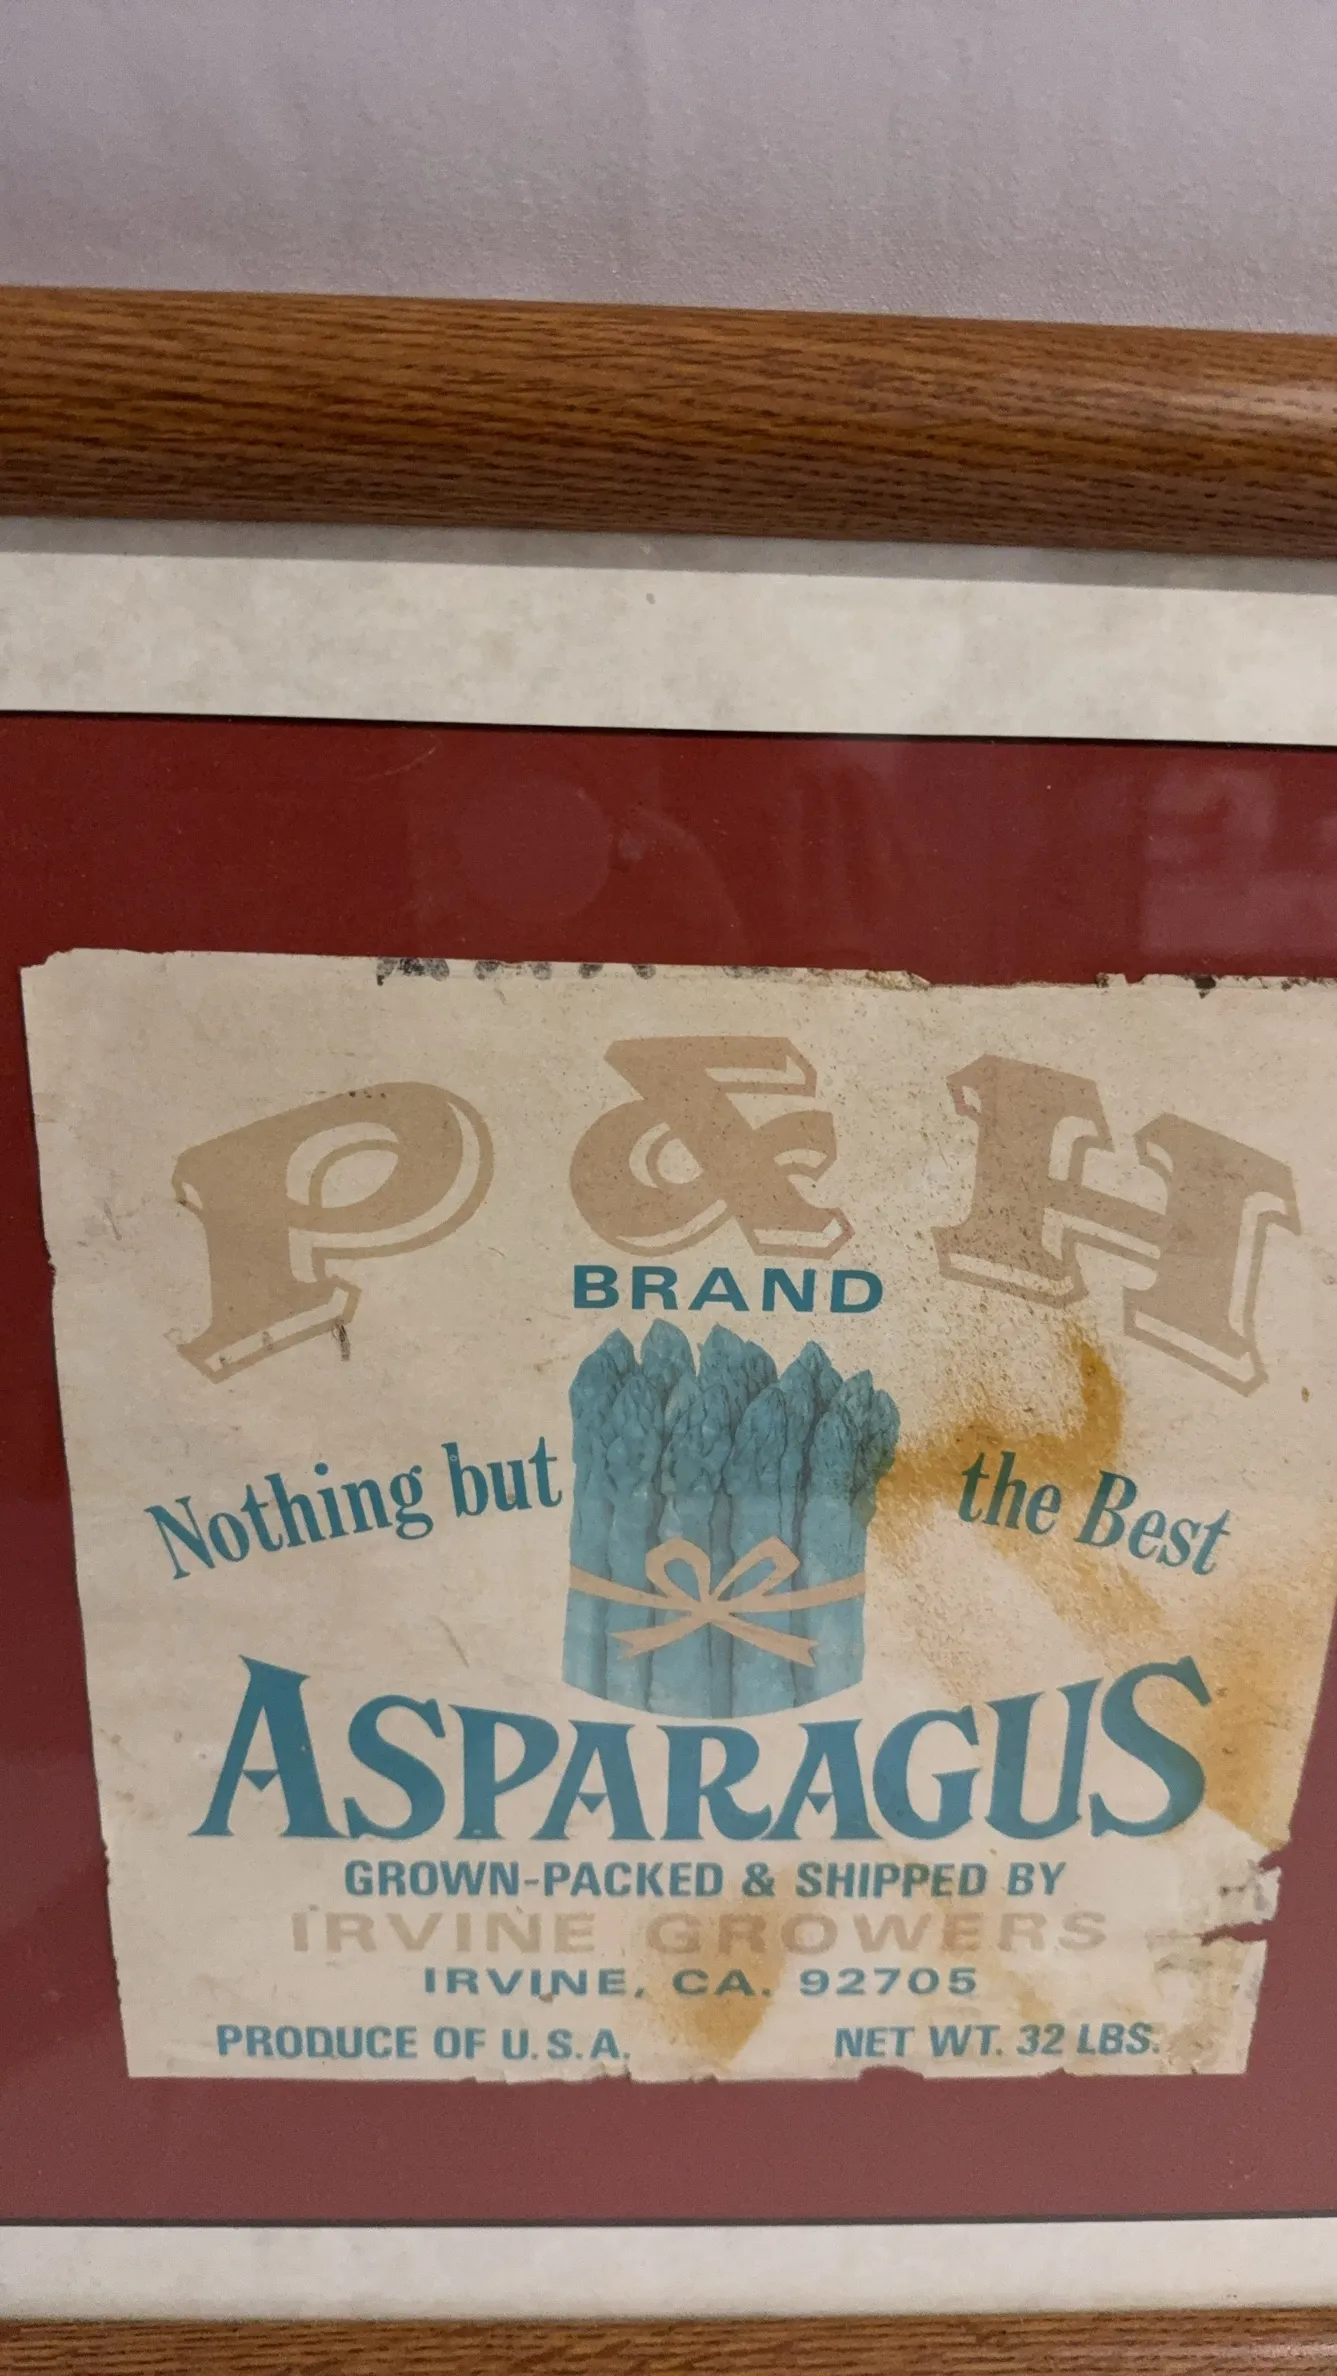 P & H
BRAND
Nothing but the Best
ASPARAGUS
GROWN-PACKED & SHIPPED BY
IRVINE GROWERS
IRVINE, CA. 92705
PRODUCE OF U.S.A. NET WT. 32 LBS.